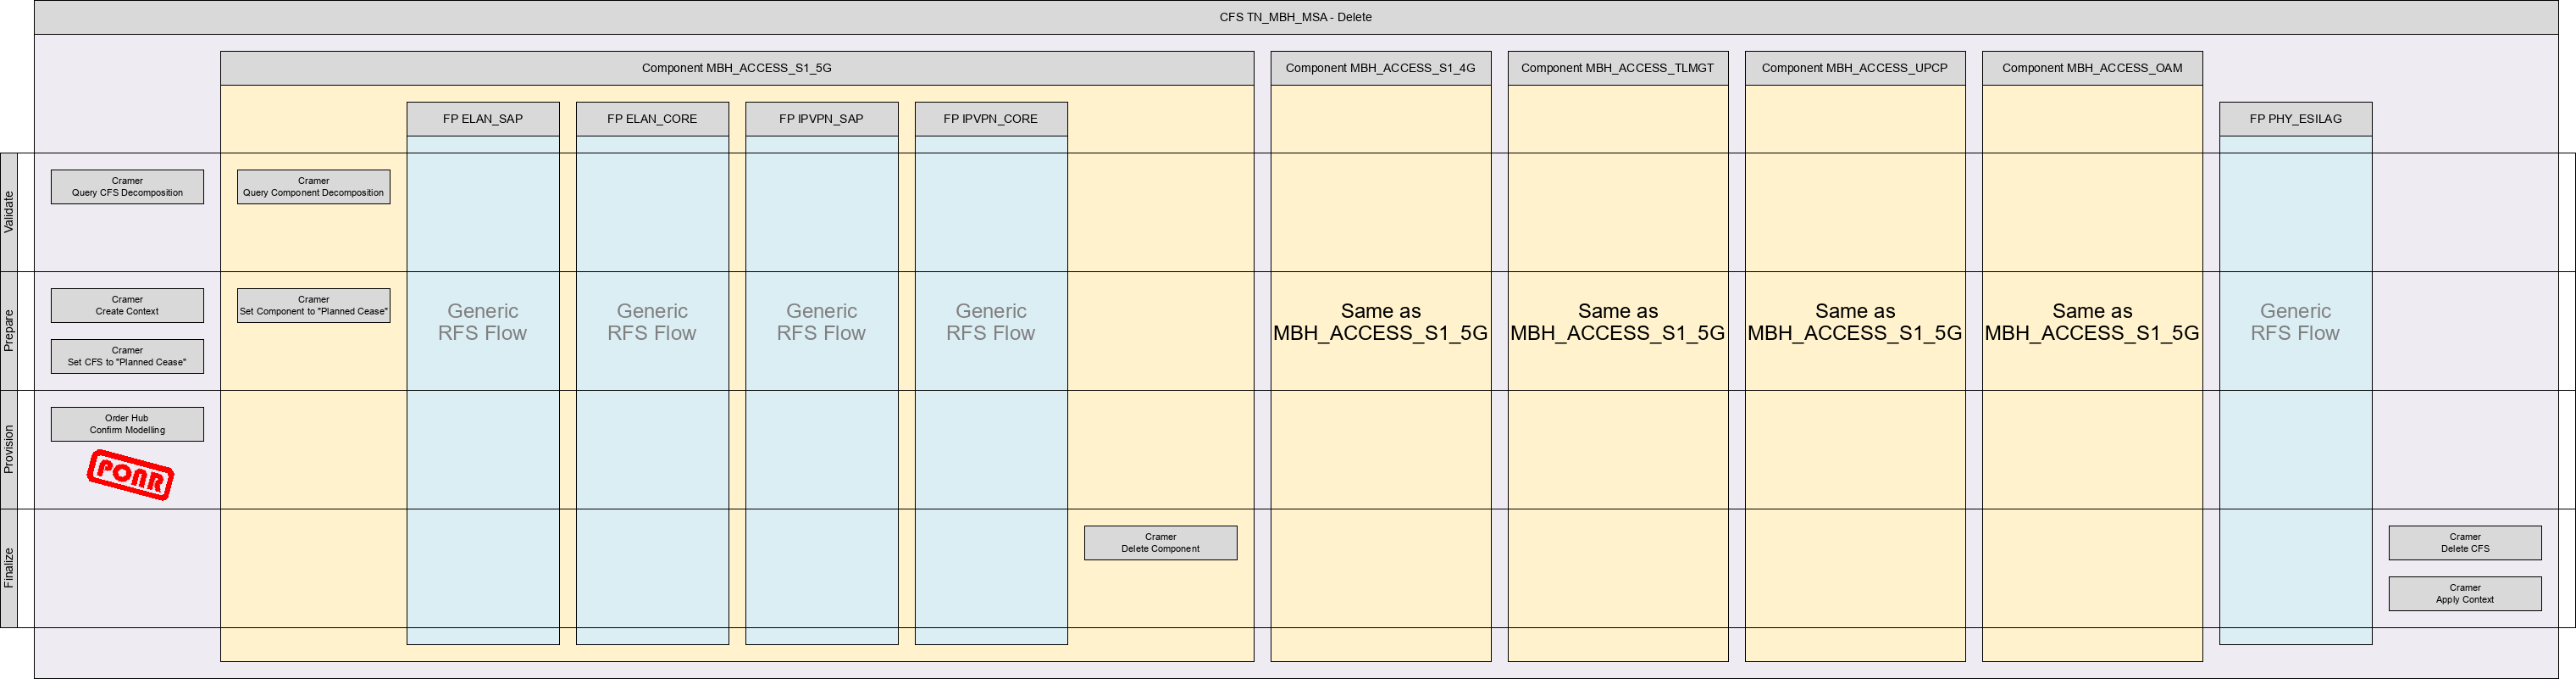 CFS TN_MBH_MSA - Delete
Component MBH_ACCESS_S1_5G
Component MBH_ACCESS_S1_4G
Component MBH_ACCESS_TLMGT
Component MBH_ACCESS_UPCP
Component MBH_ACCESS_OAM
FP ELAN_SAP
FP ELAN_CORE
FP IPVPN_SAP
FP IPVPN_CORE
FP PHY_ESILAG
Validate
Cramer
Query CFS Decomposition
Cramer
Query Component Decomposition
Prepare
Cramer
Create Context
Cramer
Set CFS to "Planned Cease"
Cramer
Set Component to "Planned Cease"
Generic
RFS Flow
Generic
RFS Flow
Generic
RFS Flow
Generic
RFS Flow
Same as
MBH_ACCESS_S1_5G
Same as
MBH_ACCESS_S1_5G
Same as
MBH_ACCESS_S1_5G
Same as
MBH_ACCESS_S1_5G
Generic
RFS Flow
Provision
Order Hub
Confirm Modelling
PONR
Finalize
Cramer
Delete Component
Cramer
Delete CFS
Cramer
Apply Context